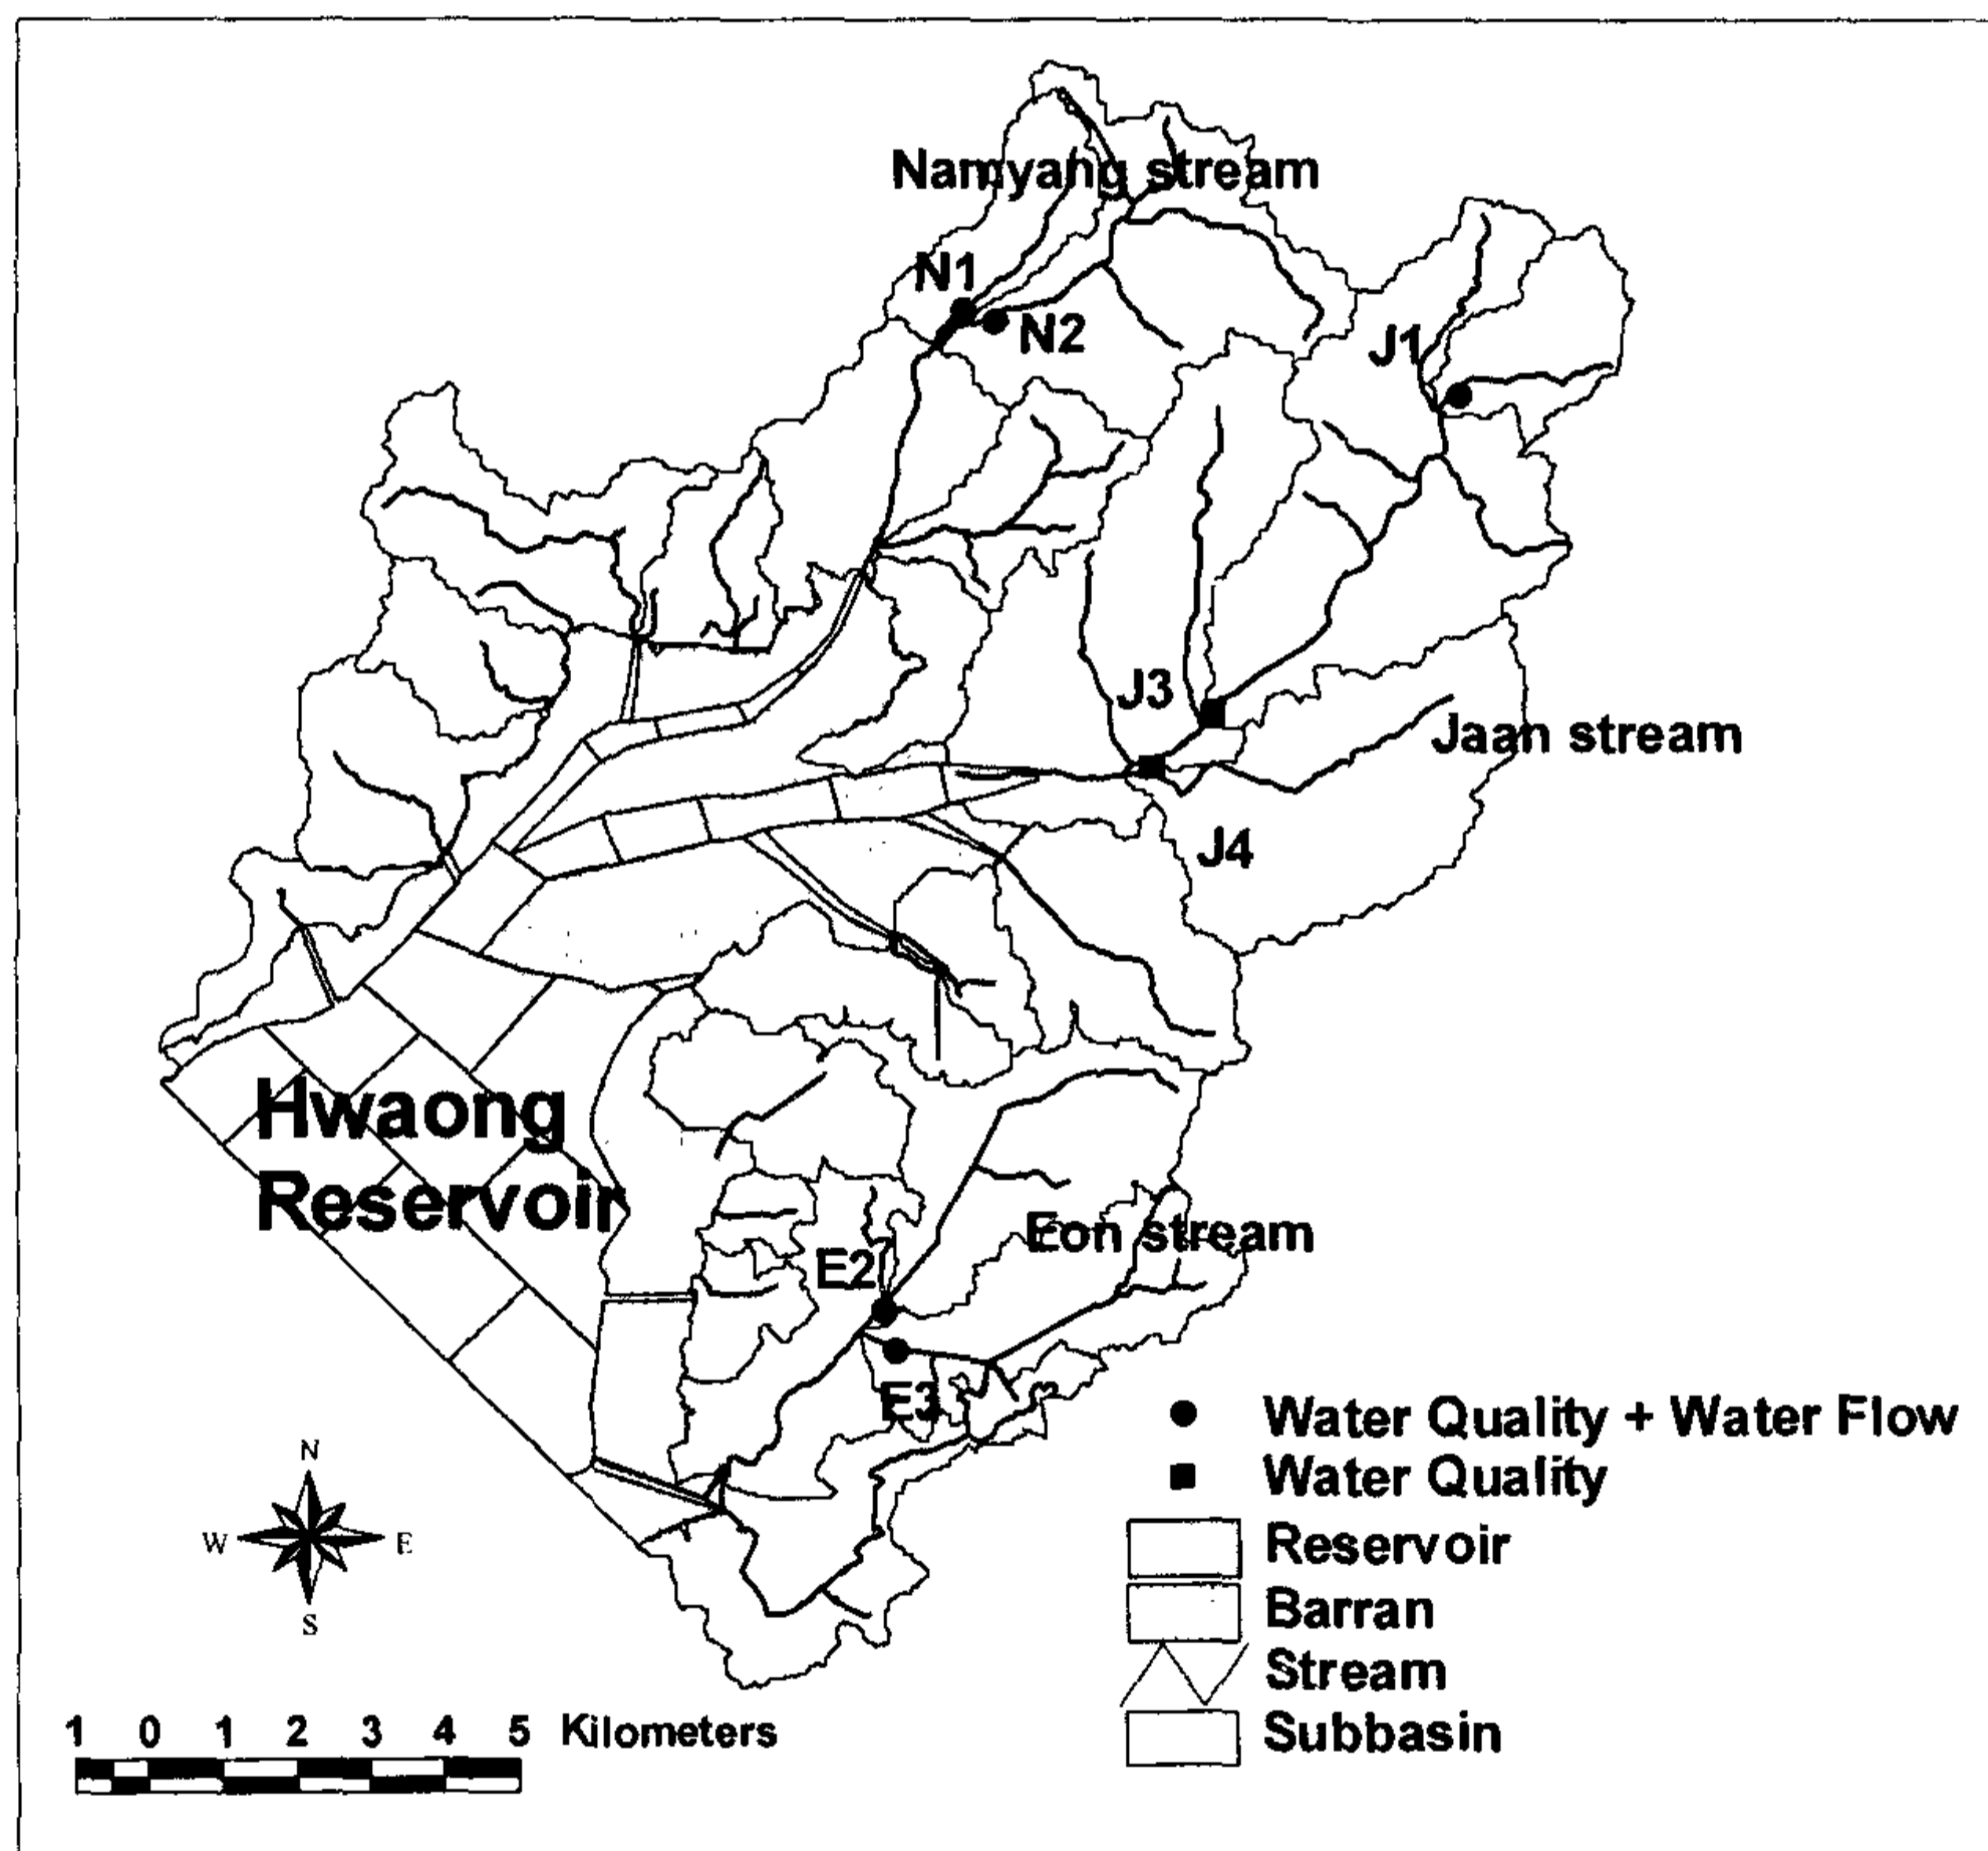 Namyang stream
N1
N2
J1
J3
Jaan stream
J4
Hwaong
Reservoir
Eon stream
E2
E3
Water Quality + Water Flow
Water Quality
Reservoir
Barran
Stream
Subbasin
N
W E
S
1 0 1 2 3 4 5 Kilometers